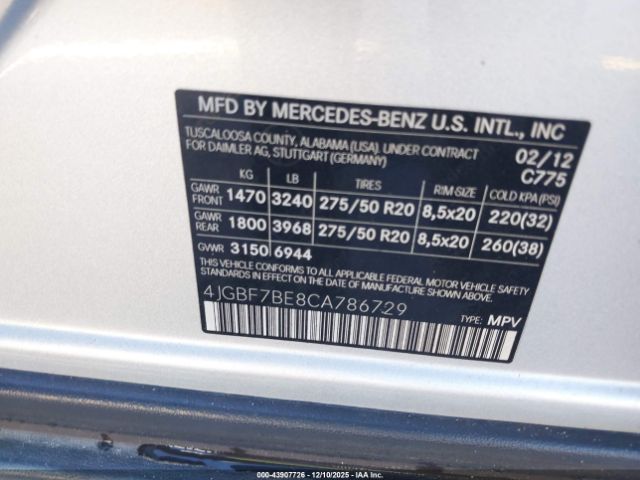 MFD BY MERCEDES-BENZ U.S. INTL., INC
TUSCALOOSA COUNTY, ALABAMA (USA). UNDER CONTRACT 02/12
FOR DAIMLER AG, STUTTGART (GERMANY) C775
KG LB TIRES RIM-SIZE COLD KPA (PSI)
GAWR FRONT 1470 3240 275/50 R20 8,5x20 220(32)
GAWR REAR 1800 3968 275/50 R20 8,5x20 260(38)
GVWR 3150 6944
THIS VEHICLE CONFORMS TO ALL APPLICABLE FEDERAL MOTOR VEHICLE SAFETY
STANDARDS IN EFFECT ON THE DATE OF MANUFACTURE SHOWN ABOVE.
4JGBF7BE8CA786729
TYPE: MPV
© 43907726 - 12/10/2025 - IAA Inc.